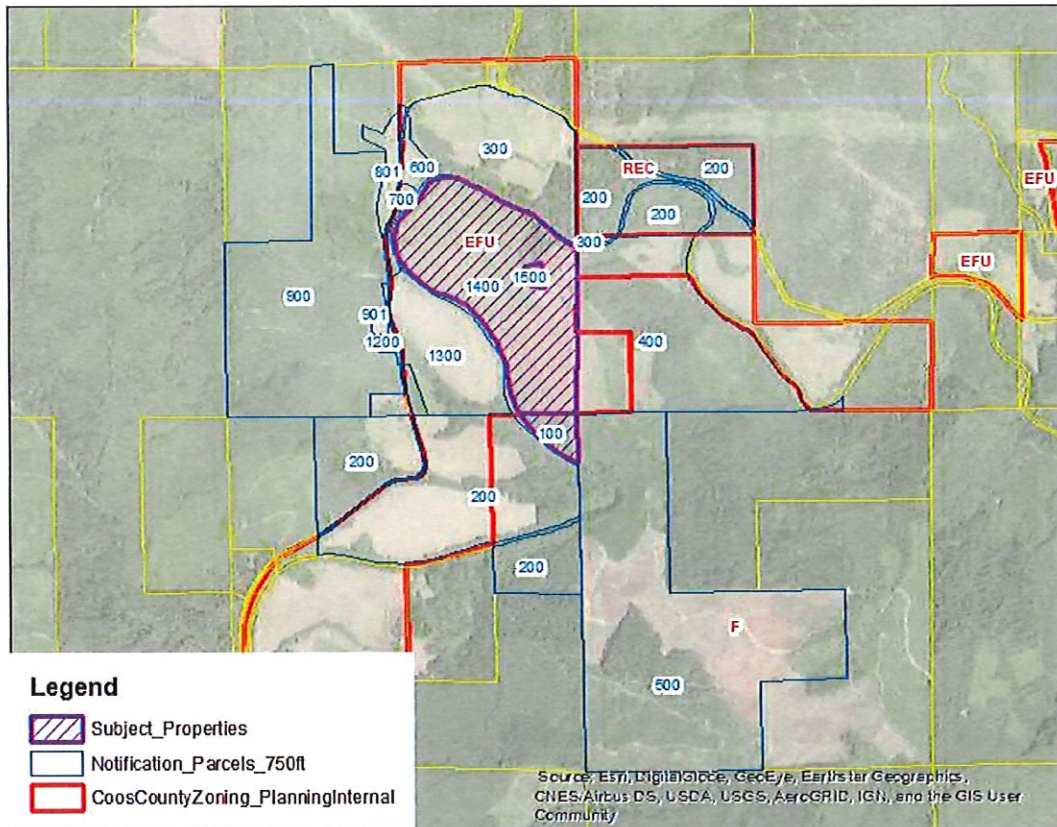 300
200
REC
801
600
EFU
700
200
200
EFU
300
EFU
1500
900
1400
901
1200
1300
400
100
200
200
200
F
500
Legend
Subject_Properties
Notification_Parcels_750ft
CoosCountyZoning_PlanningInternal
Source: Esri, DigitalGlobe, GeoEye, Earthstar Geographics,
CNES/Airbus DS, USDA, USGS, AeroGRID, IGN, and the GIS User
Community